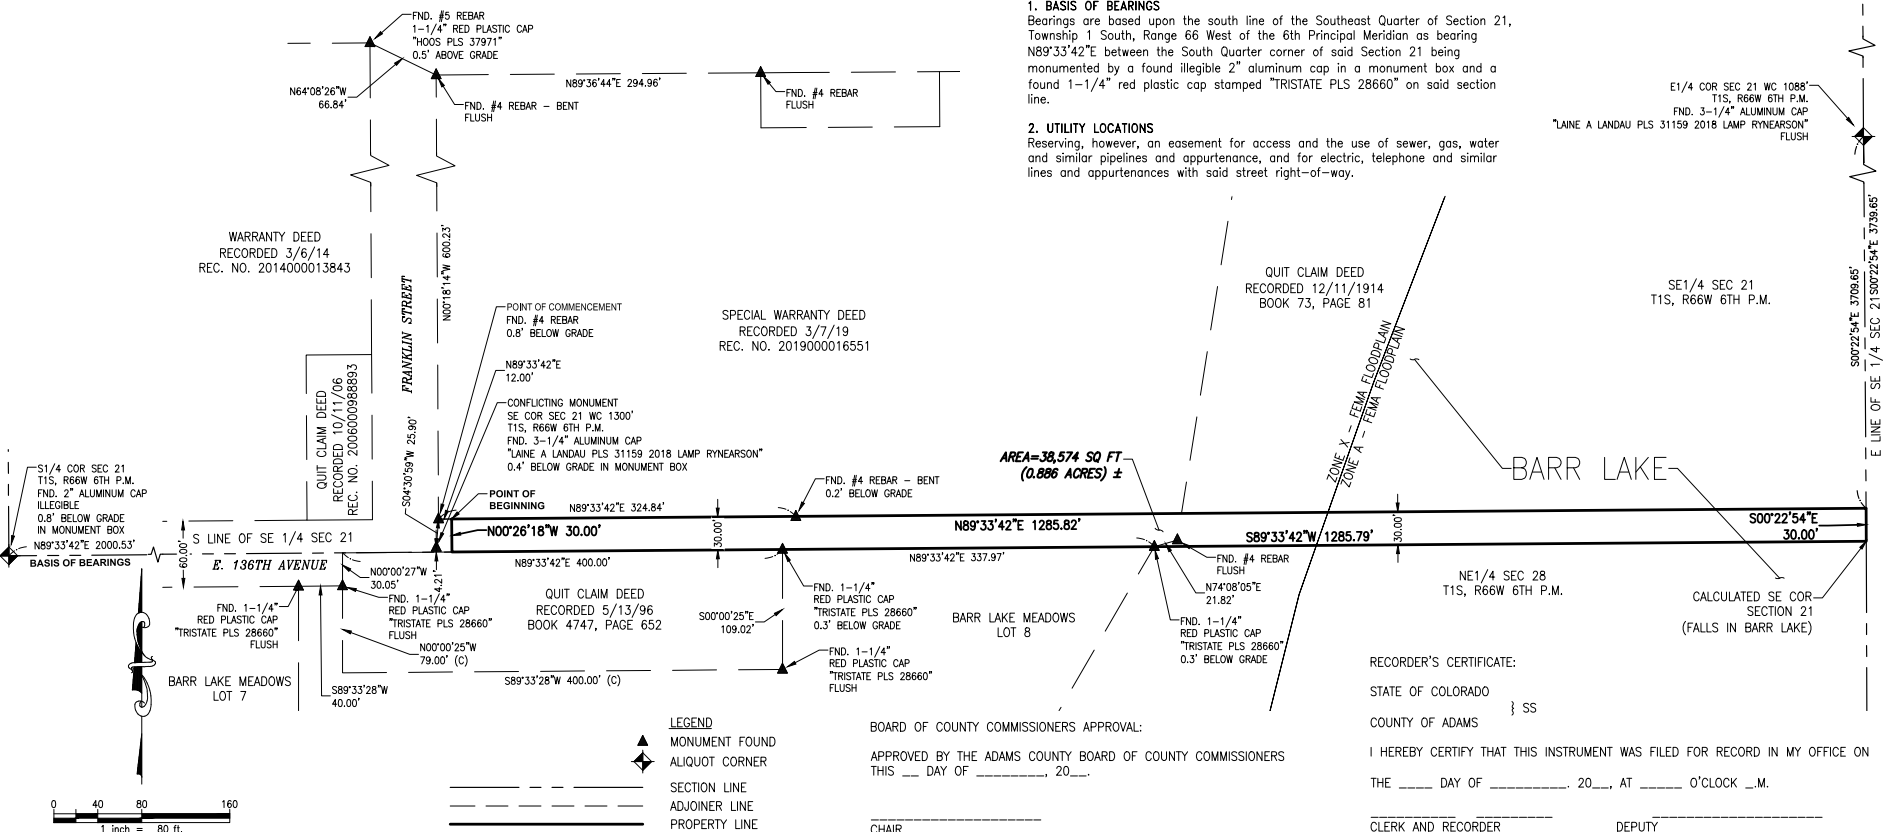 FND. #5 REBAR
1-1/4" RED PLASTIC CAP
"HOOS PLS 37971"
0.5' ABOVE GRADE
N64°08'26"W
66.84'
FND. #4 REBAR - BENT
FLUSH
N89°36'44"E 294.96'
FND. #4 REBAR
FLUSH
1. BASIS OF BEARINGS
Bearings are based upon the south line of the Southeast Quarter of Section 21,
Township 1 South, Range 66 West of the 6th Principal Meridian as bearing
N89°33'42"E between the South Quarter corner of said Section 21 being
monumented by a found illegible 2" aluminum cap in a monument box and a
found 1-1/4" red plastic cap stamped "TRISTATE PLS 28660" on said section
line.
2. UTILITY LOCATIONS
Reserving, however, an easement for access and the use of sewer, gas, water
and similar pipelines and appurtenance, and for electric, telephone and similar
lines and appurtenances with said street right-of-way.
E1/4 COR SEC 21 WC 1088'
T1S, R66W 6TH P.M.
FND. 3-1/4" ALUMINUM CAP
"LAINE A LANDAU PLS 31159 2018 LAMP RYNEARSON"
FLUSH
WARRANTY DEED
RECORDED 3/6/14
REC. NO. 2014000013843
FRANKLIN STREET
N00°18'14"W 600.23'
POINT OF COMMENCEMENT
FND. #4 REBAR
0.8' BELOW GRADE
N89°33'42"E
12.00'
CONFLICTING MONUMENT
SE COR SEC 21 WC 1300'
T1S, R66W 6TH P.M.
FND. 3-1/4" ALUMINUM CAP
"LAINE A LANDAU PLS 31159 2018 LAMP RYNEARSON"
0.4' BELOW GRADE IN MONUMENT BOX
SPECIAL WARRANTY DEED
RECORDED 3/7/19
REC. NO. 2019000016551
QUIT CLAIM DEED
RECORDED 12/11/1914
BOOK 73, PAGE 81
SE1/4 SEC 21
T1S, R66W 6TH P.M.
S00°22'54"E 3709.65'
S00°22'54"E 3739.65'
E LINE OF SE 1/4 SEC 21
ZONE X - FEMA FLOODPLAIN
ZONE A - FEMA FLOODPLAIN
BARR LAKE
QUIT CLAIM DEED
RECORDED 10/11/06
REC. NO. 2006000988893
S04°30'59"W 25.90'
S1/4 COR SEC 21
T1S, R66W 6TH P.M.
FND. 2" ALUMINUM CAP
ILLEGIBLE
0.8' BELOW GRADE
IN MONUMENT BOX
N89°33'42"E 2000.53'
BASIS OF BEARINGS
60.00'
S LINE OF SE 1/4 SEC 21
E. 136TH AVENUE
POINT OF
BEGINNING
N89°33'42"E 324.84'
FND. #4 REBAR - BENT
0.2' BELOW GRADE
AREA=38,574 SQ FT
(0.886 ACRES) ±
N00°26'18"W 30.00'
30.00'
N89°33'42"E 1285.82'
S89°33'42"W 1285.79'
30.00'
S00°22'54"E
30.00'
N89°33'42"E 400.00'
N89°33'42"E 337.97'
4.21'
N00°00'27"W
30.05'
FND. 1-1/4"
RED PLASTIC CAP
"TRISTATE PLS 28660"
FLUSH
FND. 1-1/4"
RED PLASTIC CAP
"TRISTATE PLS 28660"
FLUSH
N00°00'25"W
79.00' (C)
QUIT CLAIM DEED
RECORDED 5/13/96
BOOK 4747, PAGE 652
S00°00'25"E
109.02'
FND. 1-1/4"
RED PLASTIC CAP
"TRISTATE PLS 28660"
0.3' BELOW GRADE
BARR LAKE MEADOWS
LOT 8
FND. #4 REBAR
FLUSH
N74°08'05"E
21.82'
FND. 1-1/4"
RED PLASTIC CAP
"TRISTATE PLS 28660"
0.3' BELOW GRADE
NE1/4 SEC 28
T1S, R66W 6TH P.M.
CALCULATED SE COR
SECTION 21
(FALLS IN BARR LAKE)
BARR LAKE MEADOWS
LOT 7
S89°33'28"W
40.00'
S89°33'28"W 400.00' (C)
FND. 1-1/4"
RED PLASTIC CAP
"TRISTATE PLS 28660"
FLUSH
LEGEND
MONUMENT FOUND
ALIQUOT CORNER
SECTION LINE
ADJOINER LINE
PROPERTY LINE
0 40 80 160
1 inch = 80 ft.
BOARD OF COUNTY COMMISSIONERS APPROVAL:
APPROVED BY THE ADAMS COUNTY BOARD OF COUNTY COMMISSIONERS
THIS __ DAY OF ________, 20__.
CHAIR
RECORDER'S CERTIFICATE:
STATE OF COLORADO
} SS
COUNTY OF ADAMS
I HEREBY CERTIFY THAT THIS INSTRUMENT WAS FILED FOR RECORD IN MY OFFICE ON
THE ____ DAY OF _________. 20__, AT _____ O'CLOCK _.M.
CLERK AND RECORDER DEPUTY